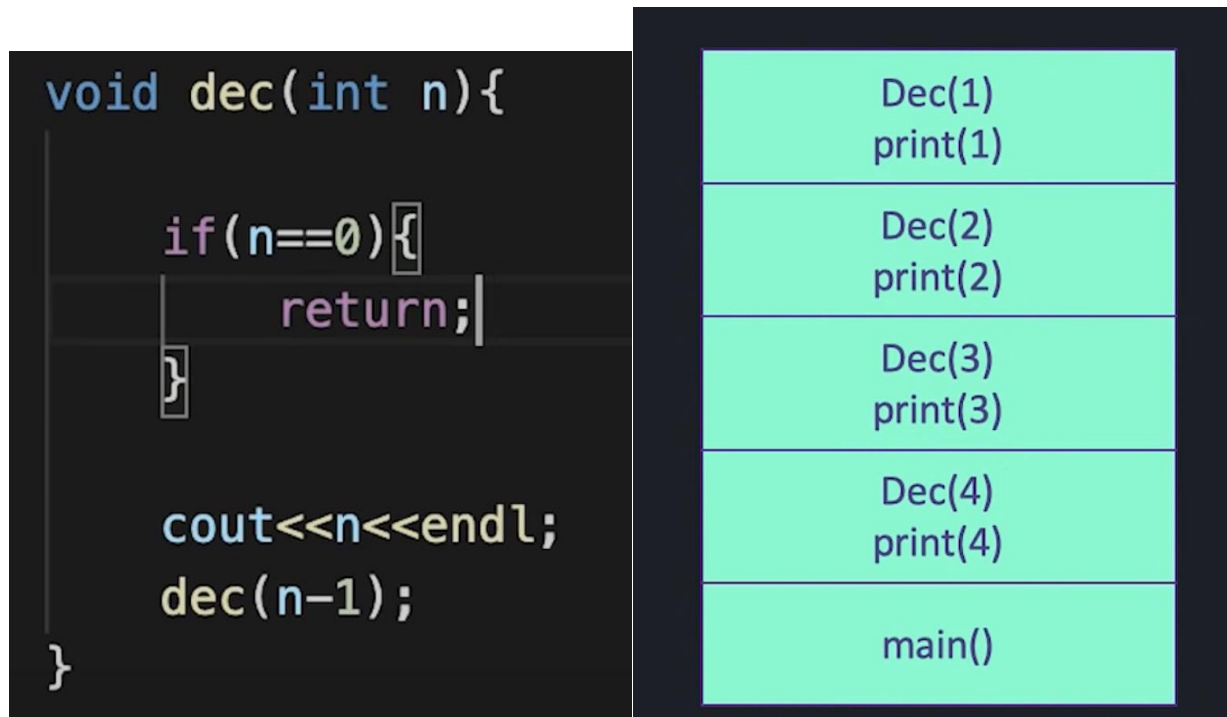 void dec(int n){
if(n==0){
return;
}
cout<<n<<endl;
dec(n-1);
}
Dec(1)
print(1)
Dec(2)
print(2)
Dec(3)
print(3)
Dec(4)
print(4)
main()